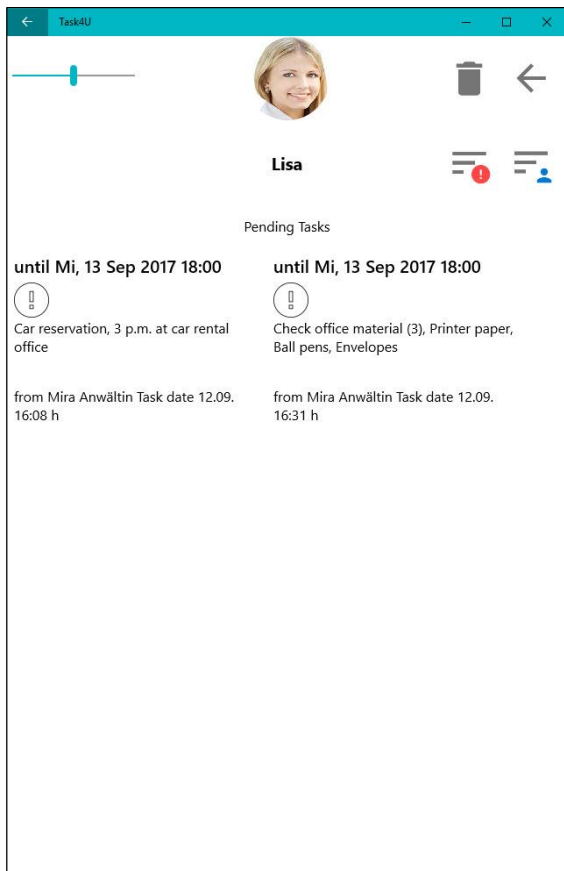 Task4U
Lisa
Pending Tasks
until Mi, 13 Sep 2017 18:00
Car reservation, 3 p.m. at car rental
office
from Mira Anwältin Task date 12.09.
16:08 h
until Mi, 13 Sep 2017 18:00
Check office material (3), Printer paper,
Ball pens, Envelopes
from Mira Anwältin Task date 12.09.
16:31 h